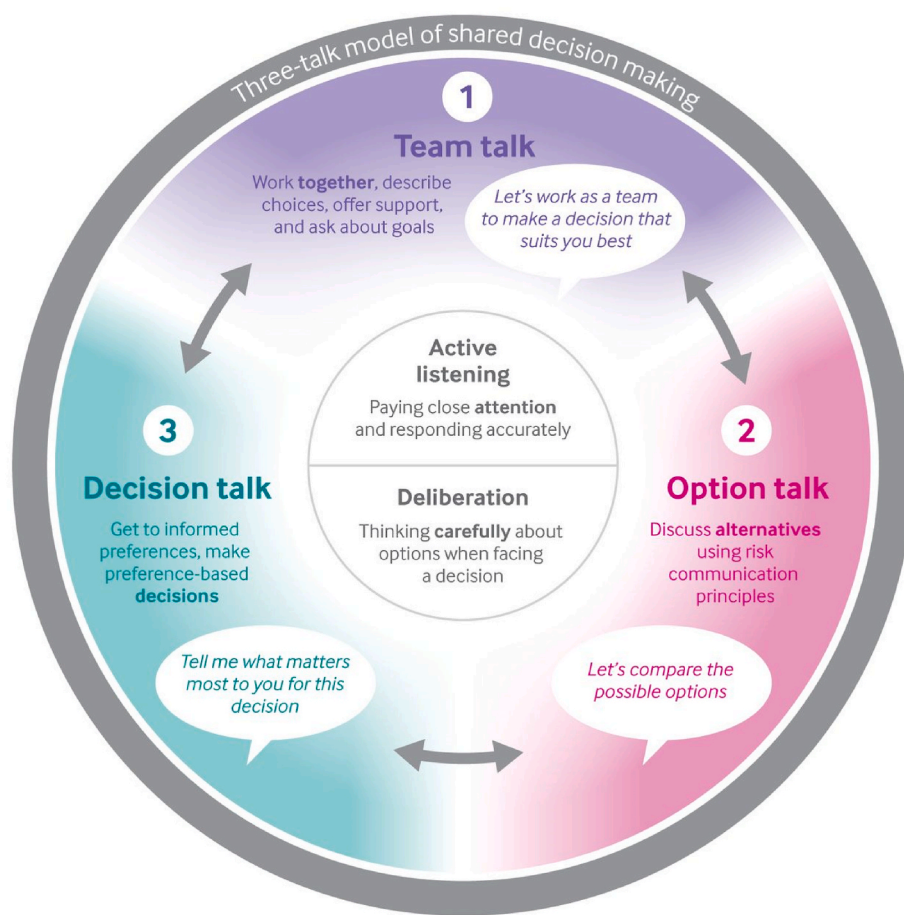 Three-talk model of shared decision making
1
Team talk
Work together, describe
choices, offer support,
and ask about goals
Let's work as a team
to make a decision that
suits you best
Active
listening
Paying close attention
and responding accurately
Deliberation
Thinking carefully about
options when facing
a decision
2
Option talk
Discuss alternatives
using risk
communication
principles
Let's compare the
possible options
3
Decision talk
Get to informed
preferences, make
preference-based
decisions
Tell me what matters
most to you for this
decision